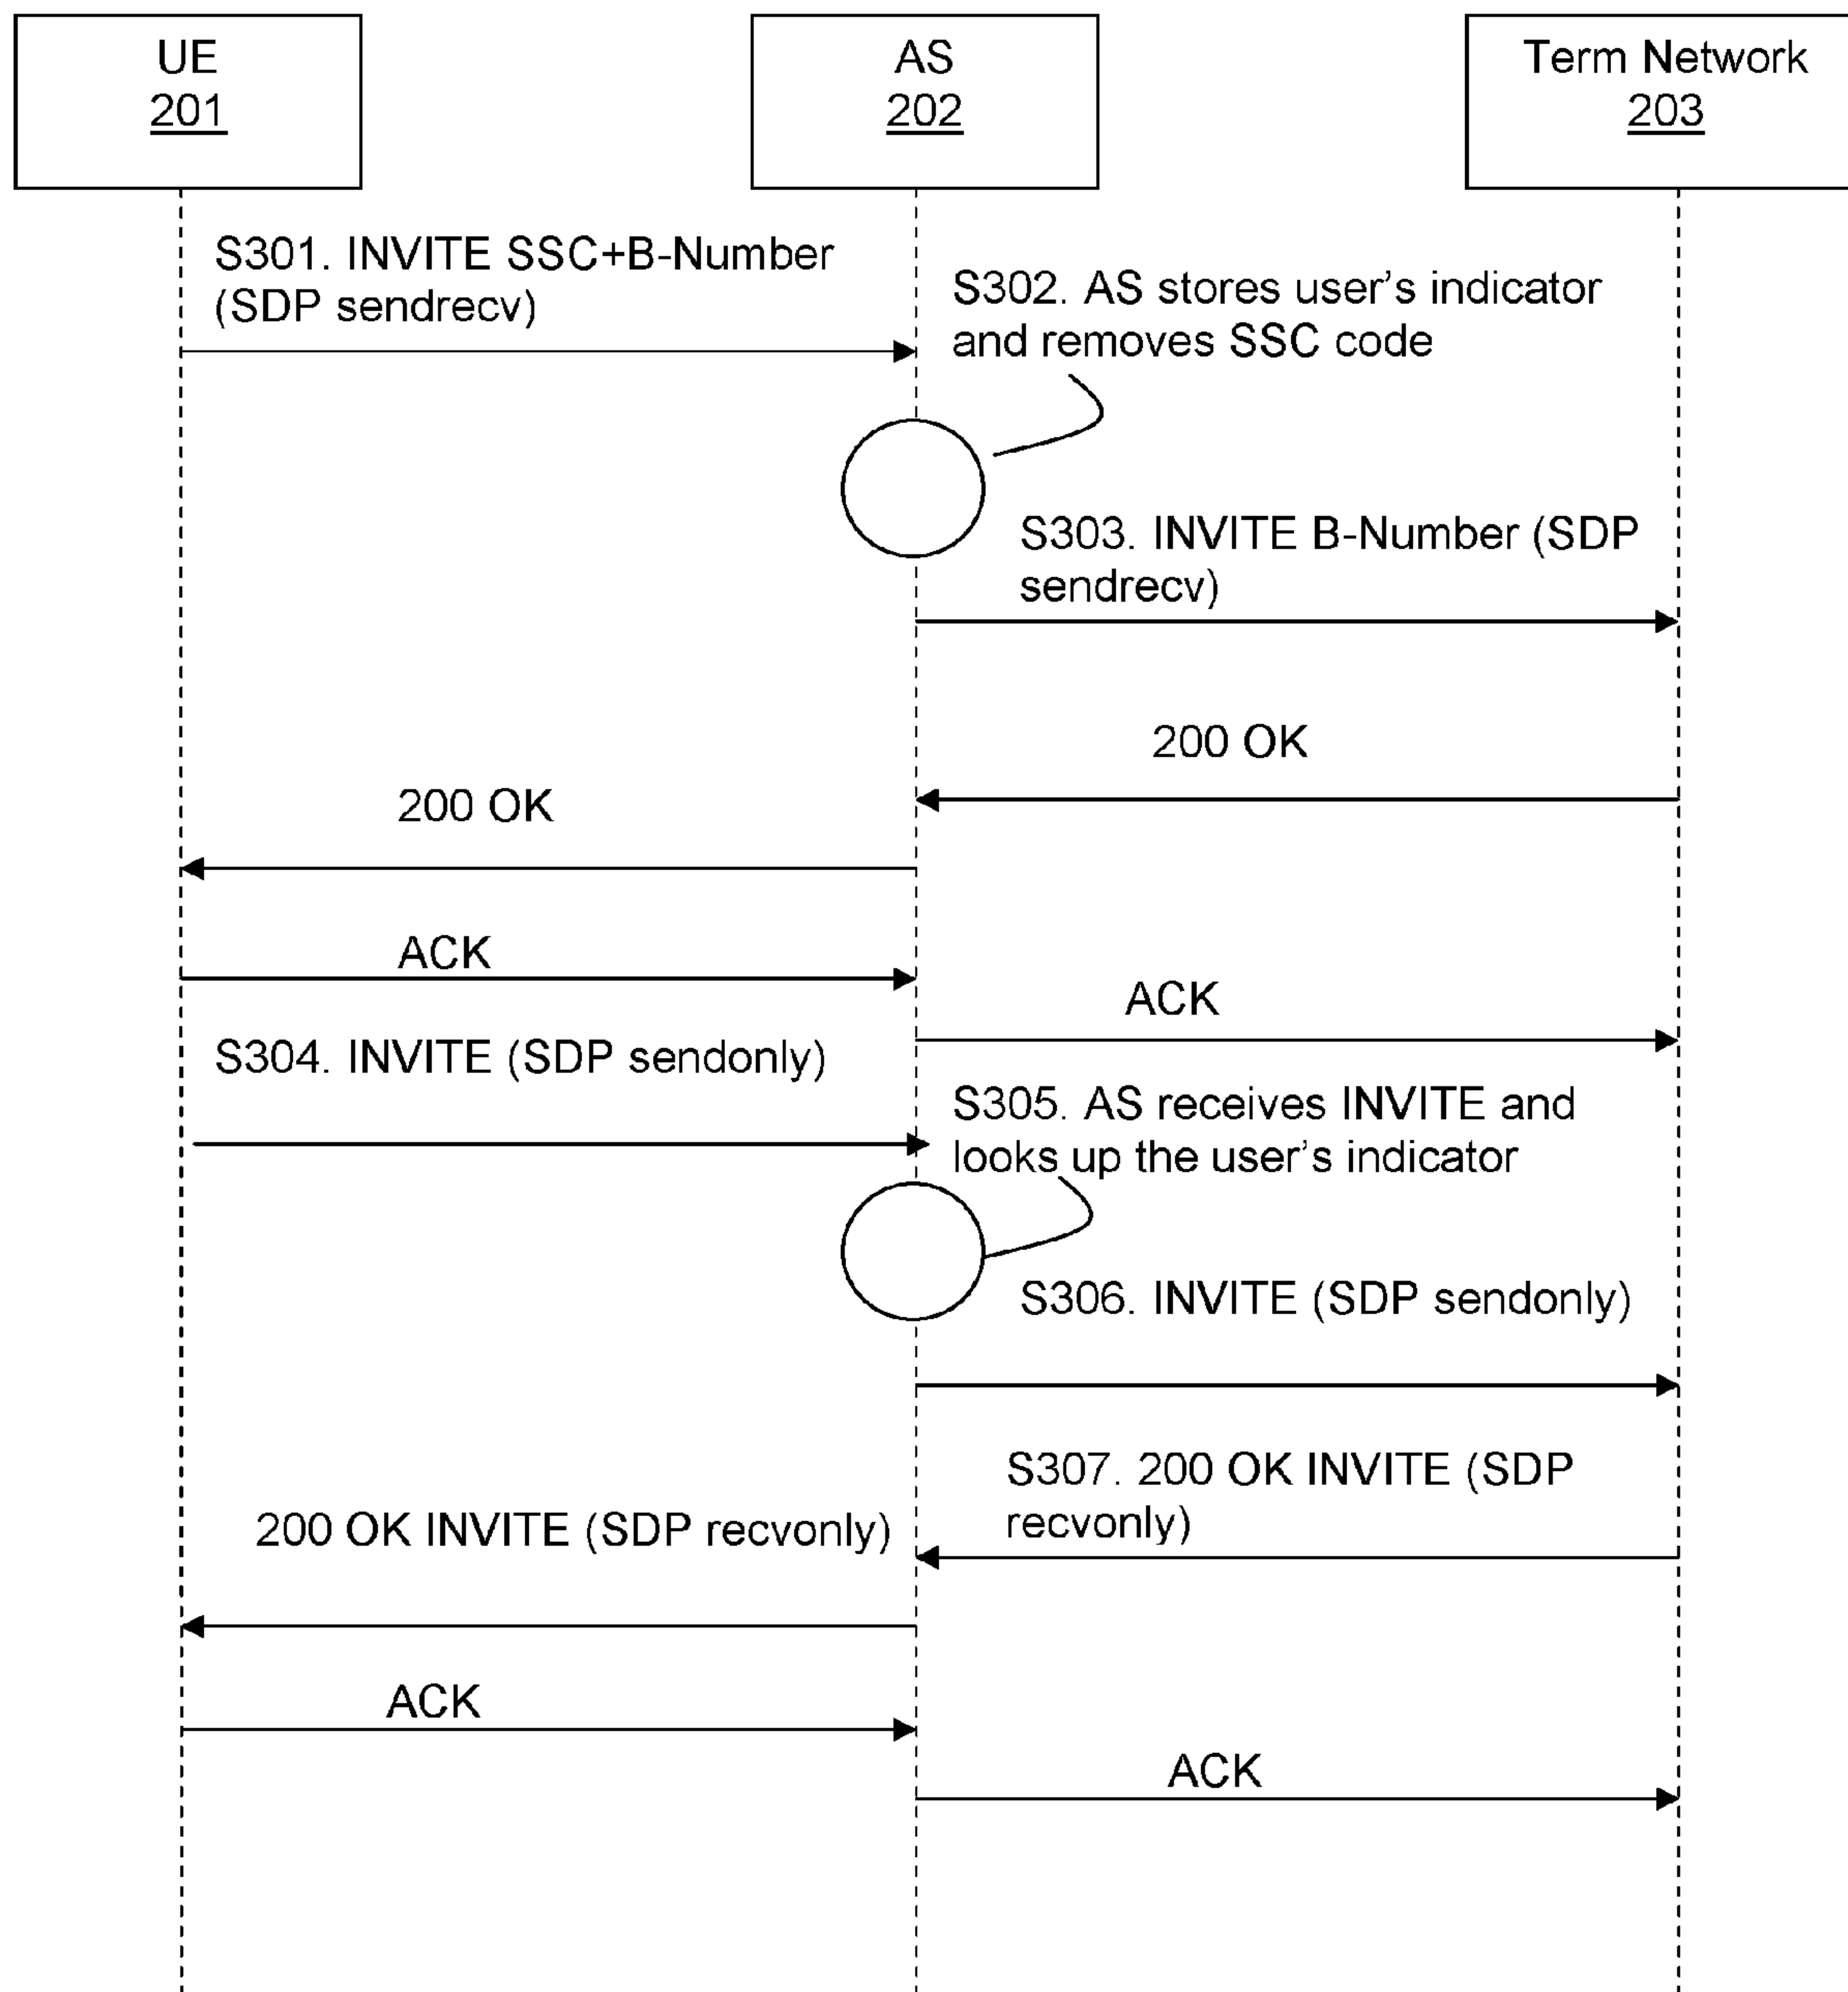 UE
201
AS
202
Term Network
203
S301. INVITE SSC+B-Number
(SDP sendrecv)
S302. AS stores user's indicator
and removes SSC code
S303. INVITE B-Number (SDP
sendrecv)
200 OK
200 OK
ACK
ACK
S304. INVITE (SDP sendonly)
S305. AS receives INVITE and
looks up the user's indicator
S306. INVITE (SDP sendonly)
S307. 200 OK INVITE (SDP
recvonly)
200 OK INVITE (SDP recvonly)
ACK
ACK